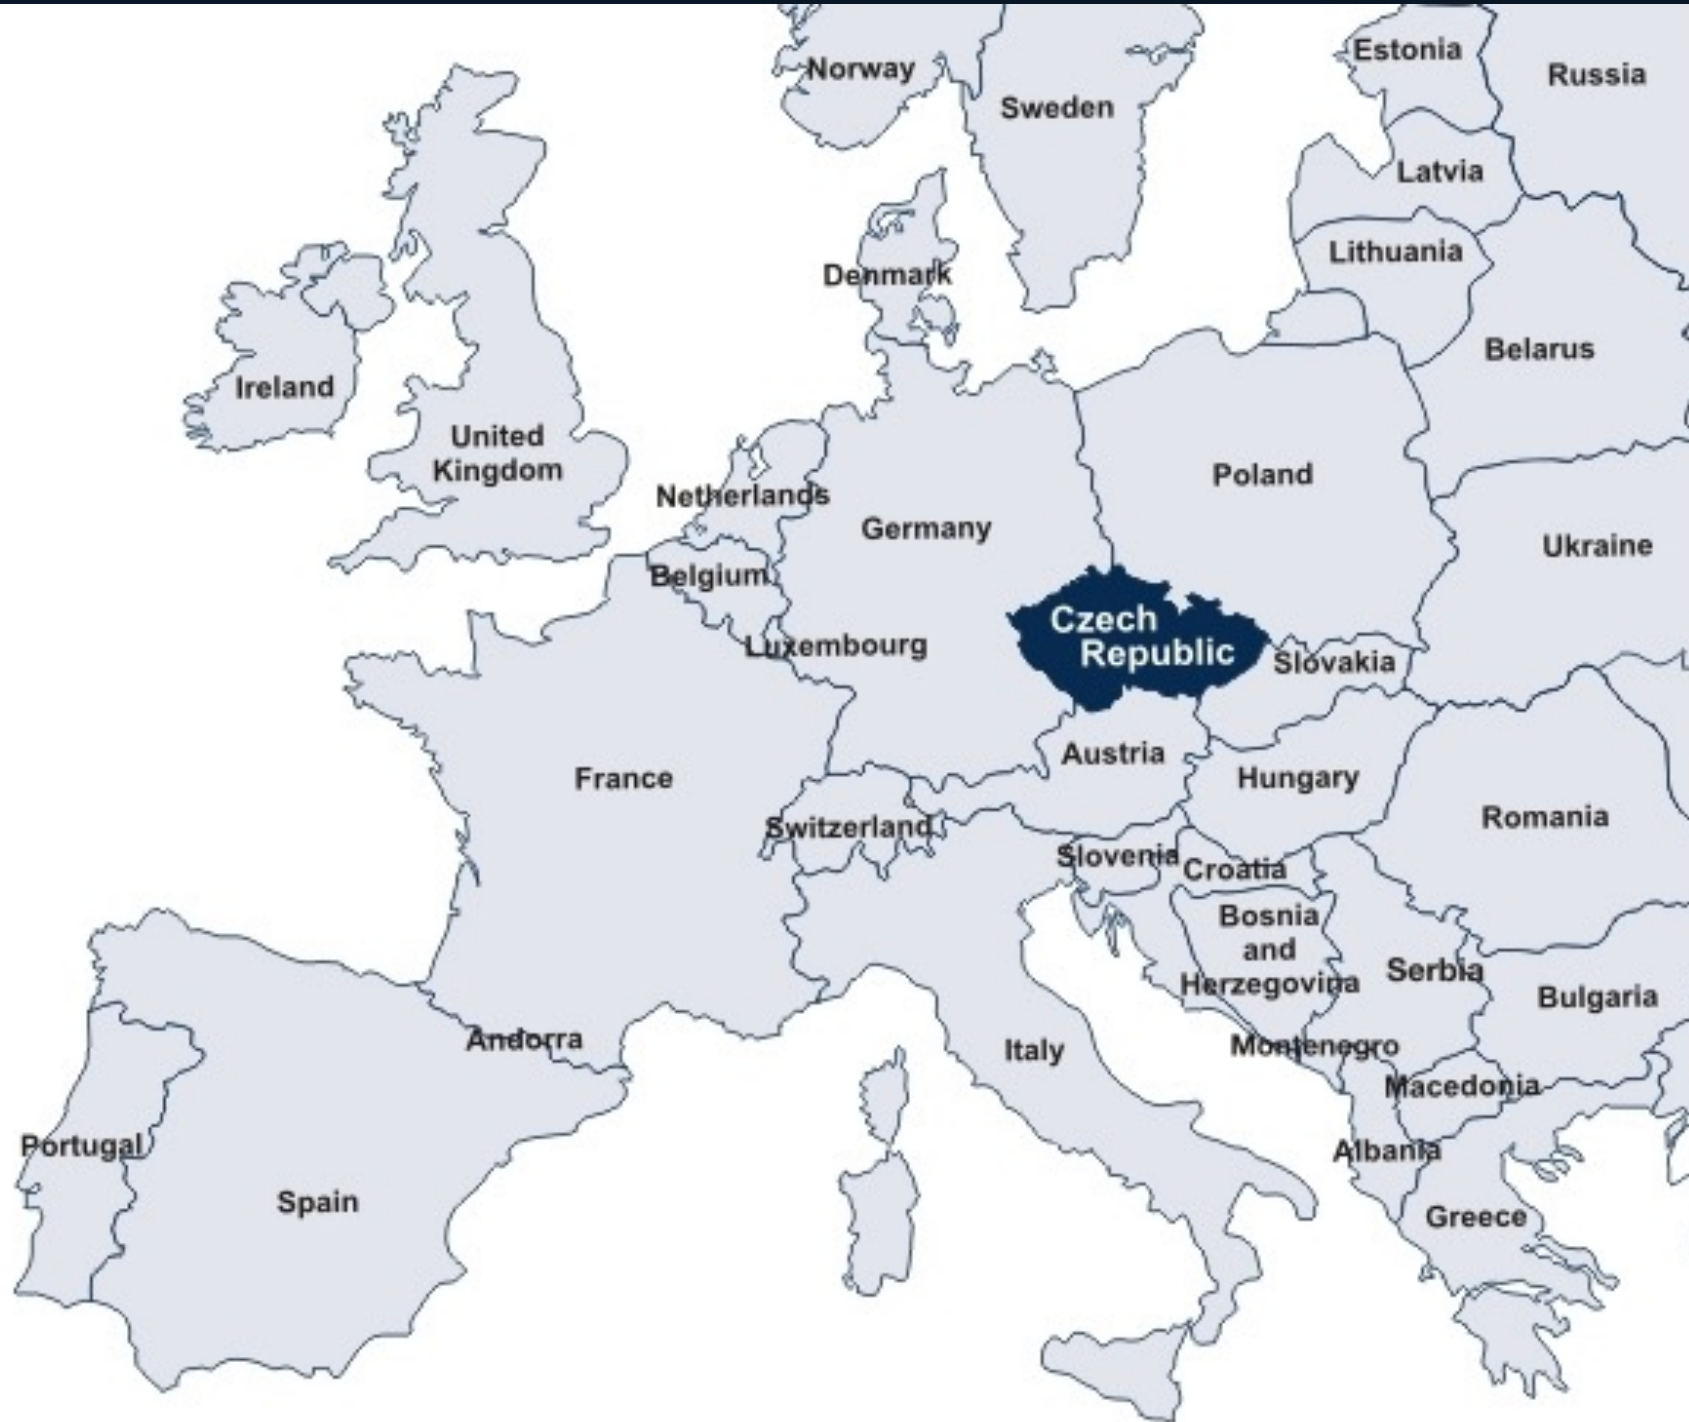 Norway
Sweden
Estonia
Russia
Latvia
Lithuania
Denmark
Belarus
Ireland
United
Kingdom
Netherlands
Germany
Poland
Ukraine
Belgium
Czech
Republic
Luxembourg
Slovakia
France
Austria
Hungary
Switzerland
Romania
Slovenia
Croatia
Bosnia
and
Herzegovina
Serbia
Bulgaria
Andorra
Italy
Montenegro
Macedonia
Portugal
Albania
Spain
Greece